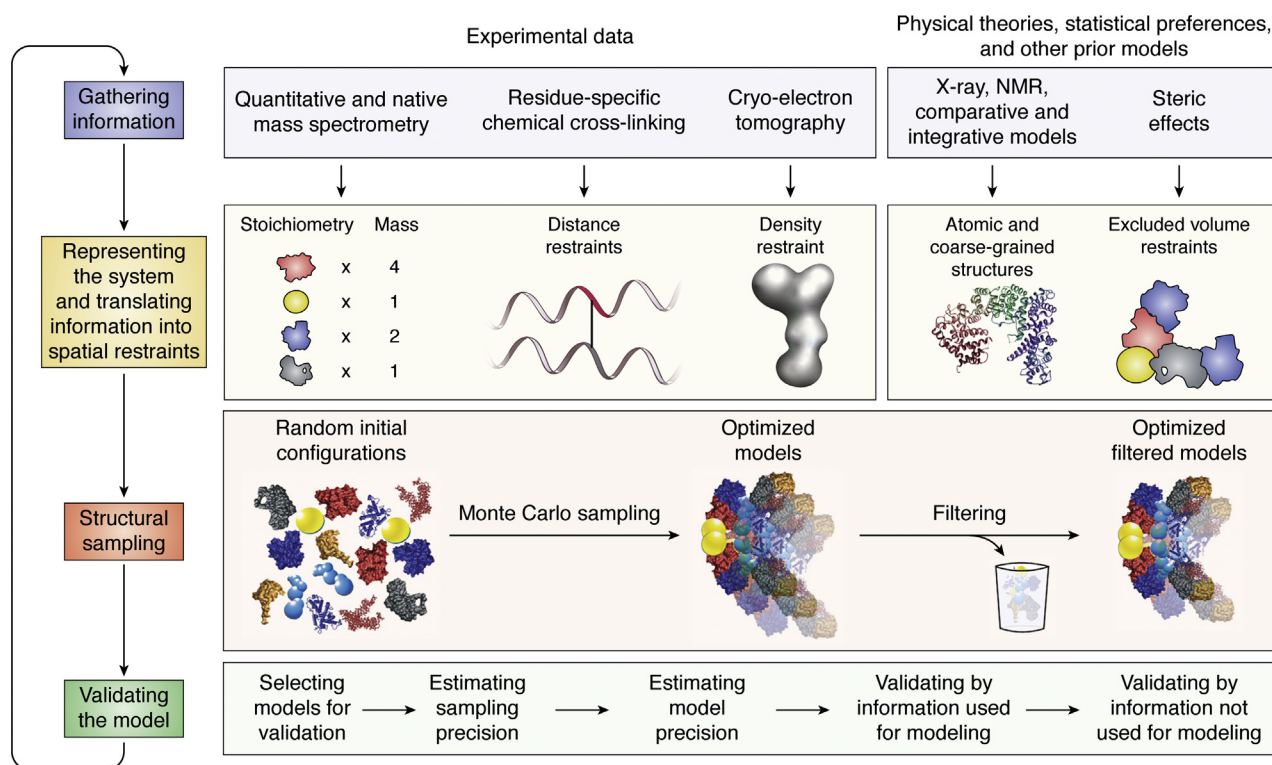 Experimental data
Physical theories, statistical preferences,
and other prior models
Gathering
information
Quantitative and native
mass spectrometry
Residue-specific
chemical cross-linking
Cryo-electron
tomography
X-ray, NMR,
comparative and
integrative models
Steric
effects
Representing
the system
and translating
information into
spatial restraints
Stoichiometry Mass
x 4
x 1
x 2
x 1
Distance
restraints
Density
restraint
Atomic and
coarse-grained
structures
Excluded volume
restraints
Structural
sampling
Random initial
configurations
Monte Carlo sampling
Optimized
models
Filtering
Optimized
filtered models
Validating
the model
Selecting
models for
validation
Estimating
sampling
precision
Estimating
model
precision
Validating by
information used
for modeling
Validating by
information not
used for modeling